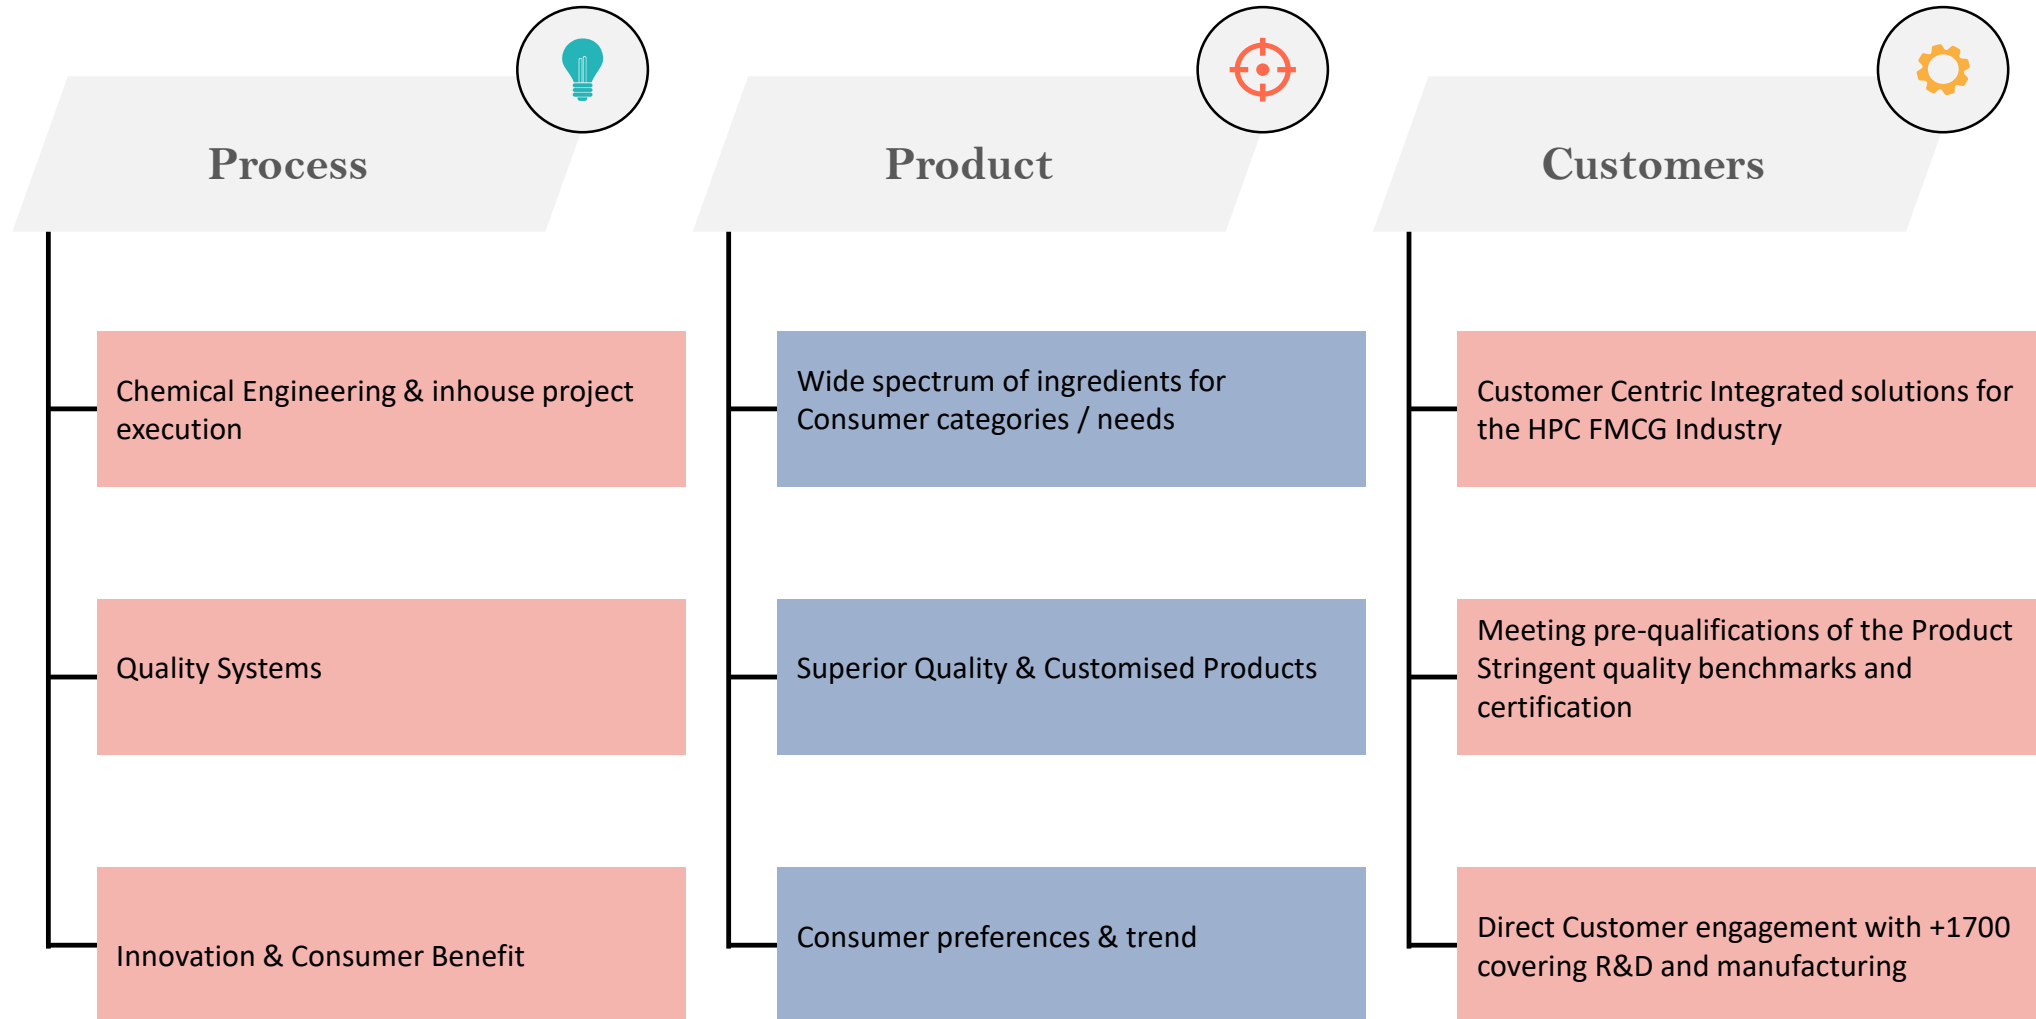 Process
Chemical Engineering & inhouse project
execution
Quality Systems
Innovation & Consumer Benefit
Product
Wide spectrum of ingredients for
Consumer categories / needs
Superior Quality & Customised Products
Consumer preferences & trend
Customers
Customer Centric Integrated solutions for
the HPC FMCG Industry
Meeting pre-qualifications of the Product
Stringent quality benchmarks and
certification
Direct Customer engagement with +1700
covering R&D and manufacturing